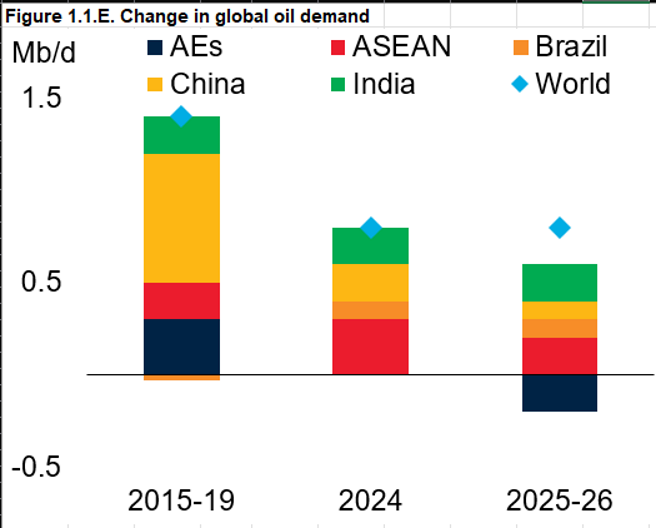 Figure 1.1.E. Change in global oil demand
Mb/d
AEs ASEAN Brazil
China India World
1.5
0.5
-0.5
2015-19 2024 2025-26